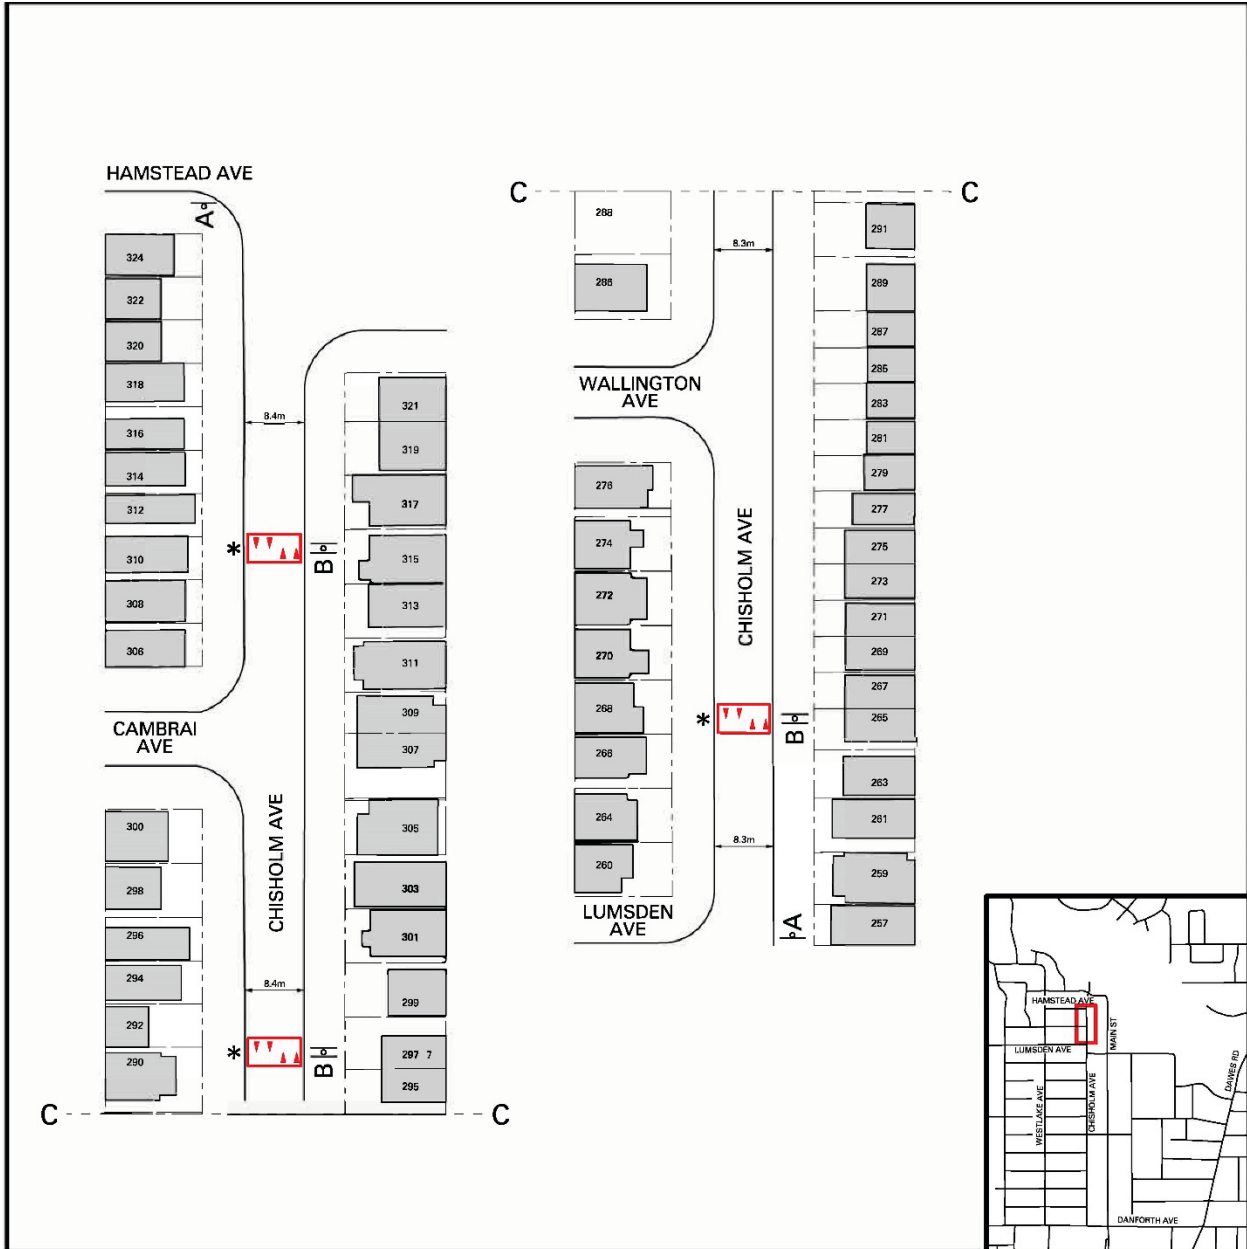 HAMSTEAD AVE
A
324
322
320
318
316
314
312
310
308
306
8.4m
*
B
321
319
317
315
313
311
309
307
305
303
301
299
297 7
295
CAMBRAI
AVE
CHISHOLM AVE
300
298
296
294
292
290
8.4m
*
B
C
C
C
C
288
286
8.3m
WALLINGTON
AVE
276
274
272
270
268
266
264
260
CHISHOLM AVE
*
B
8.3m
LUMSDEN
AVE
A
291
289
287
285
283
281
279
277
275
273
271
269
267
265
263
261
259
257
HAMSTEAD AVE
MAIN ST
LUMSDEN AVE
WESTLAKE AVE
CHISHOLM AVE
DAWES RD
DANFORTH AVE